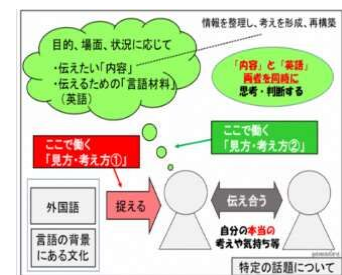 情報を整理し、考えを形成、再構築
目的、場面、状況に応じて
・伝えたい「内容」
・伝えるための「言語材料」
（英語）
「内容」と「英語」
両者を同時に
思考・判断する
ここで働く
「見方・考え方①」
ここで働く
「見方・考え方②」
外国語
言語の背景
にある文化
捉える
伝え合う
自分の本当の
考えや気持ち等
特定の話題について